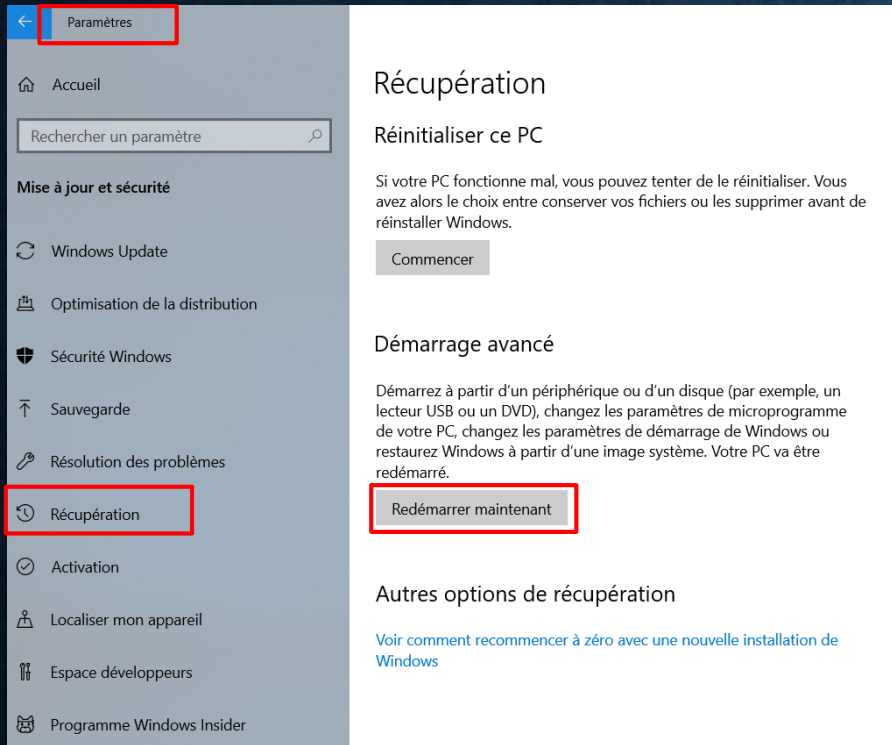 Paramètres
Accueil
Rechercher un paramètre
Mise à jour et sécurité
Windows Update
Optimisation de la distribution
Sécurité Windows
Sauvegarde
Résolution des problèmes
Récupération
Activation
Localiser mon appareil
Espace développeurs
Programme Windows Insider
Récupération
Réinitialiser ce PC
Si votre PC fonctionne mal, vous pouvez tenter de le réinitialiser. Vous
avez alors le choix entre conserver vos fichiers ou les supprimer avant de
réinstaller Windows.
Commencer
Démarrage avancé
Démarrez à partir d'un périphérique ou d'un disque (par exemple, un
lecteur USB ou un DVD), changez les paramètres de microprogramme
de votre PC, changez les paramètres de démarrage de Windows ou
restaurez Windows à partir d'une image système. Votre PC va être
redémarré.
Redémarrer maintenant
Autres options de récupération
Voir comment recommencer à zéro avec une nouvelle installation de
Windows